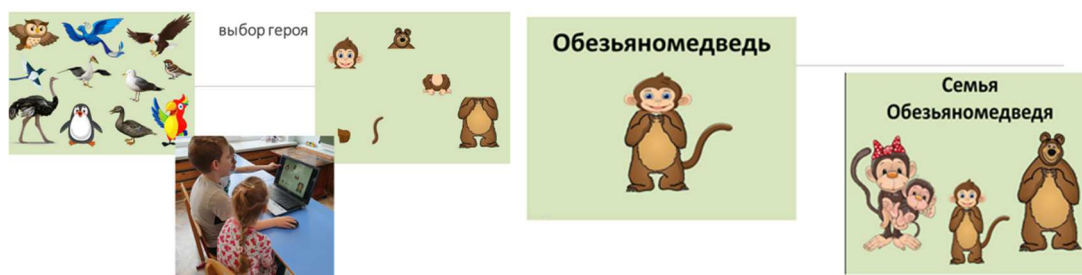 выбор героя
Обезьяномедведь
Семья
Обезьяномедведя